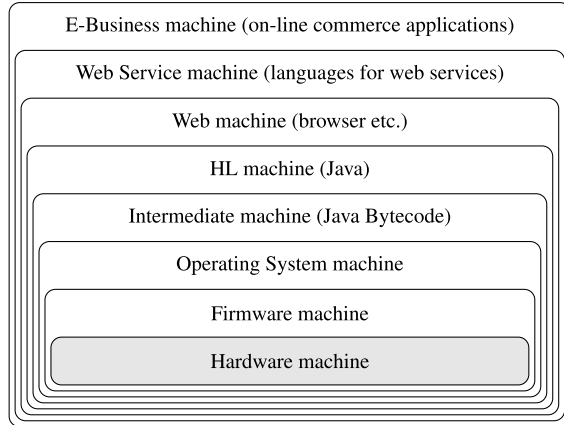 E-Business machine (on-line commerce applications)
Web Service machine (languages for web services)
Web machine (browser etc.)
HL machine (Java)
Intermediate machine (Java Bytecode)
Operating System machine
Firmware machine
Hardware machine